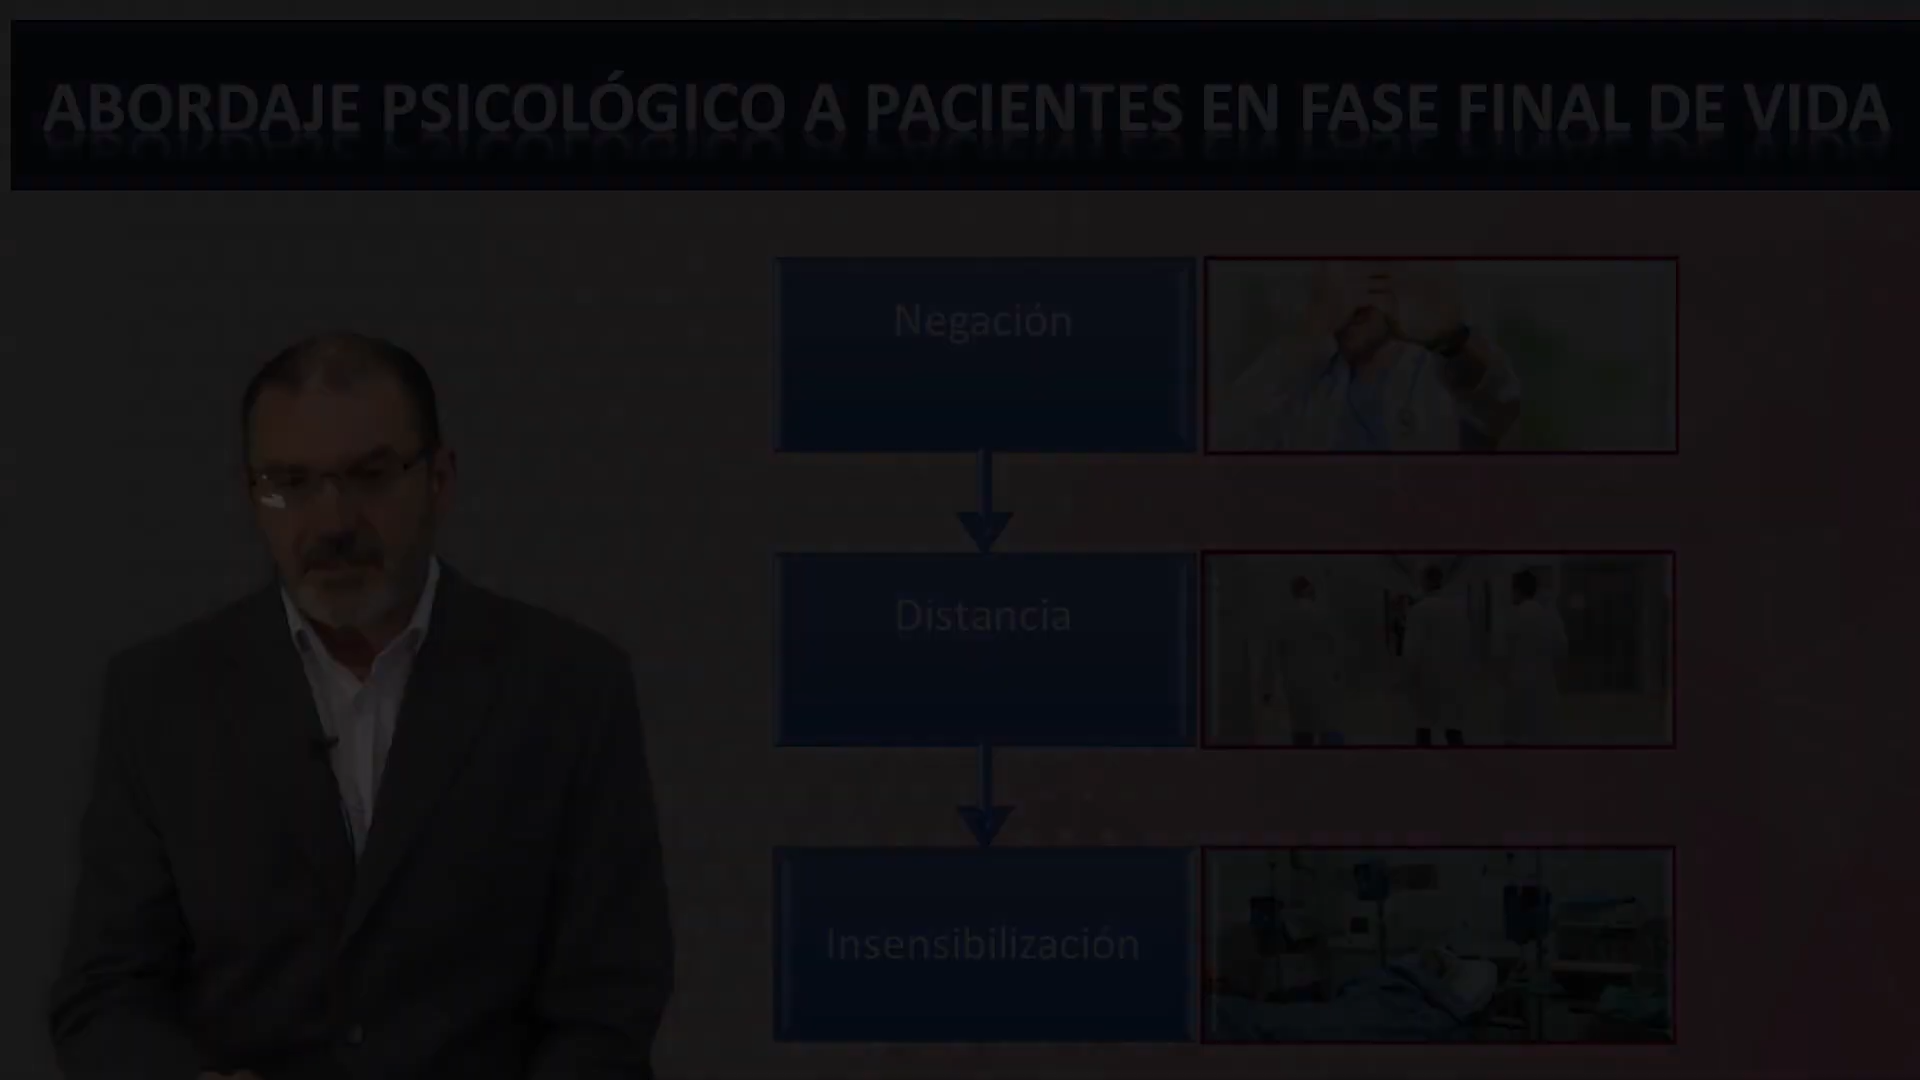 ABORDAJE PSICOLÓGICO A PACIENTES EN FASE FINAL DE VIDA
Negación
Distancia
Insensibilización